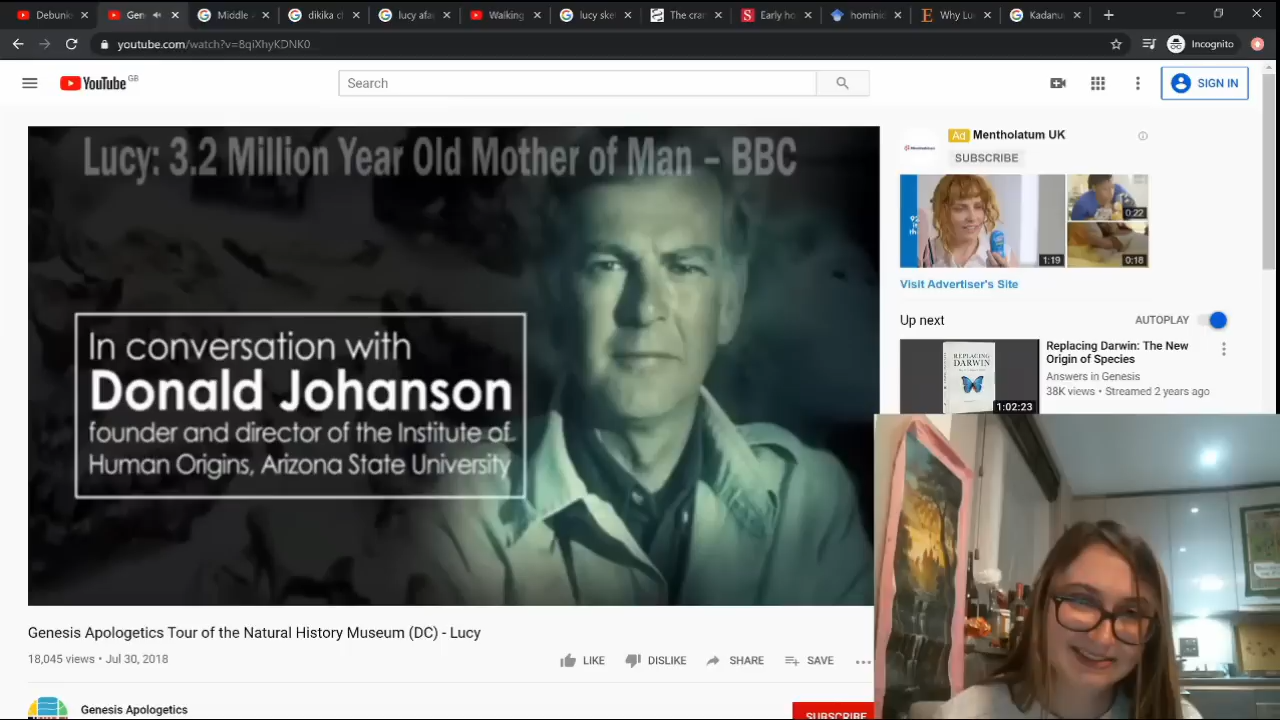 Debunk
Gen
Middle
dikika c
lucy afa
Walking
lucy ske
The cra
Early ho
hominid
Why Lu
Kadanu
youtube.com/watch?v=8qiXhyKDNK0
Incognito
YouTube GB
Search
SIGN IN
Lucy: 3.2 Million Year Old Mother of Man – BBC
In conversation with
Donald Johanson
founder and director of the Institute of
Human Origins, Arizona State University
Ad Mentholatum UK
SUBSCRIBE
1:19
0:22
0:18
Visit Advertiser's Site
Up next
AUTOPLAY
REPLACING
DARWIN
1:02:23
Replacing Darwin: The New
Origin of Species
Answers in Genesis
38K views • Streamed 2 years ago
Genesis Apologetics Tour of the Natural History Museum (DC) - Lucy
18,045 views • Jul 30, 2018
LIKE
DISLIKE
SHARE
SAVE
Genesis Apologetics
SUBSCRIBE